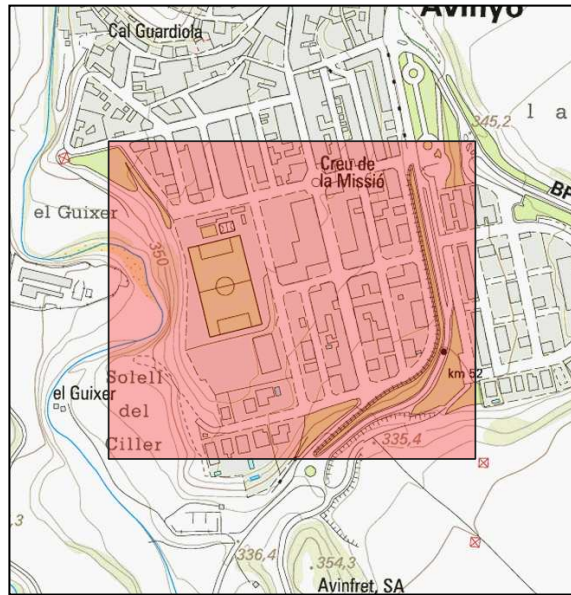 Avinyó
Cal Guardiola
345,2
l a
Creu de
la Missió
BP
el Guixer
350
km 52
Solell
del
Ciller
el Guixer
335,4
,3
336,4
354,3
Avinfret, SA